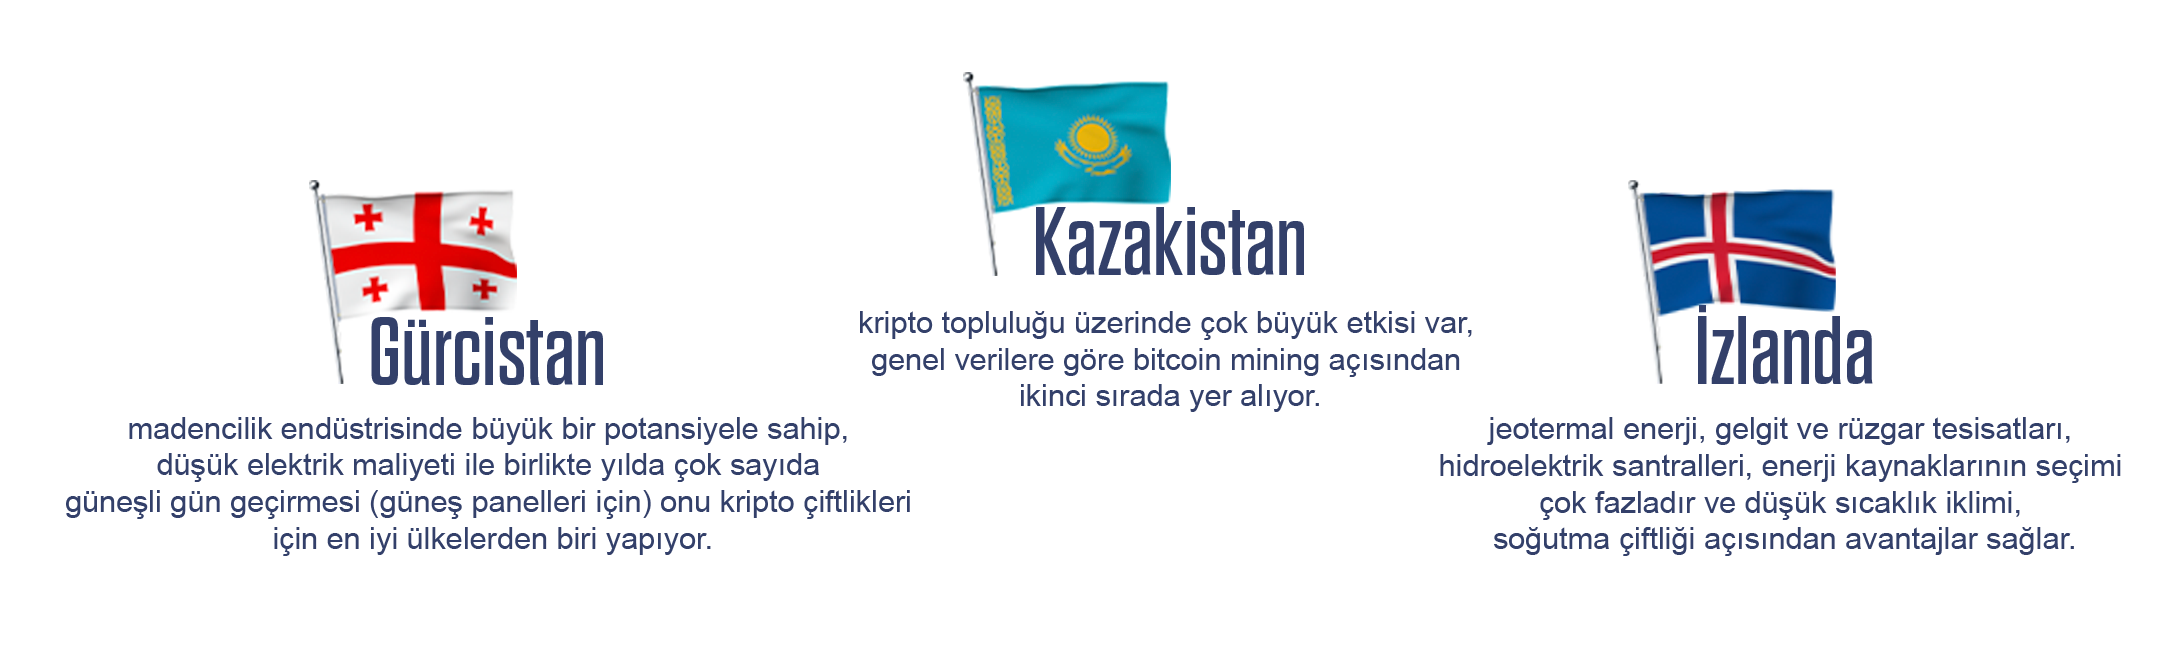 Gürcistan
madencilik endüstrisinde büyük bir potansiyele sahip,
düşük elektrik maliyeti ile birlikte yılda çok sayıda
güneşli gün geçirmesi (güneş panelleri için) onu kripto çiftlikleri
için en iyi ülkelerden biri yapıyor.
Kazakistan
kripto topluluğu üzerinde çok büyük etkisi var,
genel verilere göre bitcoin mining açısından
ikinci sırada yer alıyor.
İzlanda
jeotermal enerji, gelgit ve rüzgar tesisatları,
hidroelektrik santralleri, enerji kaynaklarının seçimi
çok fazladır ve düşük sıcaklık iklimi,
soğutma çiftliği açısından avantajlar sağlar.